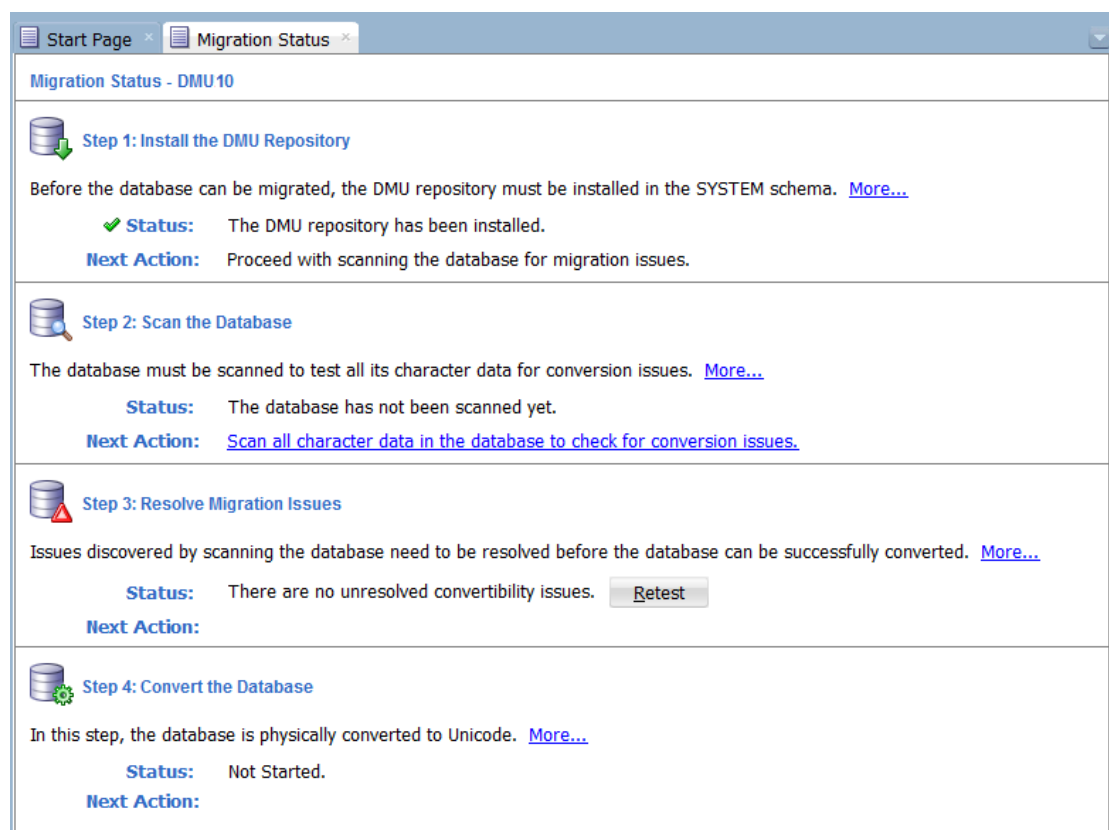 Start Page
Migration Status
Migration Status - DMU10
Step 1: Install the DMU Repository
Before the database can be migrated, the DMU repository must be installed in the SYSTEM schema. More...
Status: The DMU repository has been installed.
Next Action: Proceed with scanning the database for migration issues.
Step 2: Scan the Database
The database must be scanned to test all its character data for conversion issues. More...
Status: The database has not been scanned yet.
Next Action: Scan all character data in the database to check for conversion issues.
Step 3: Resolve Migration Issues
Issues discovered by scanning the database need to be resolved before the database can be successfully converted. More...
Status: There are no unresolved convertibility issues. Retest
Next Action:
Step 4: Convert the Database
In this step, the database is physically converted to Unicode. More...
Status: Not Started.
Next Action: